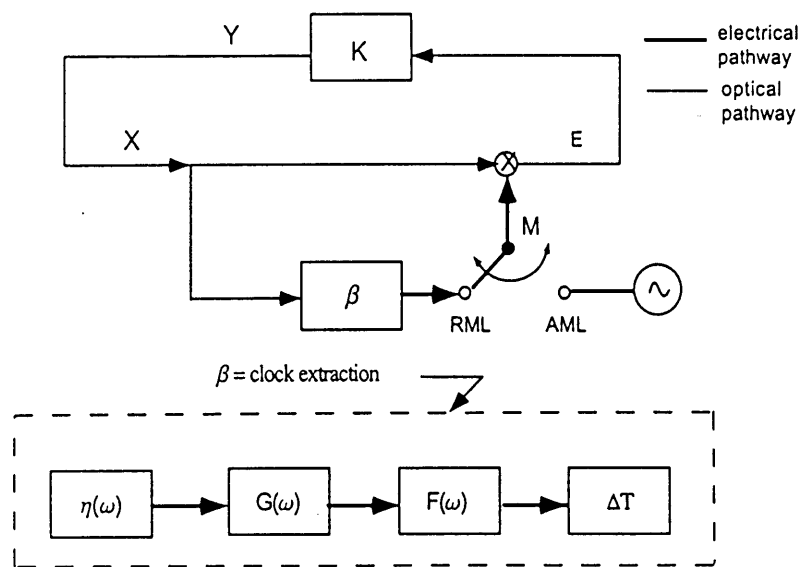 Y
K
electrical
pathway
optical
pathway
X
X
E
M
β
RML
AML
~
β = clock extraction
η(ω)
G(ω)
F(ω)
ΔT